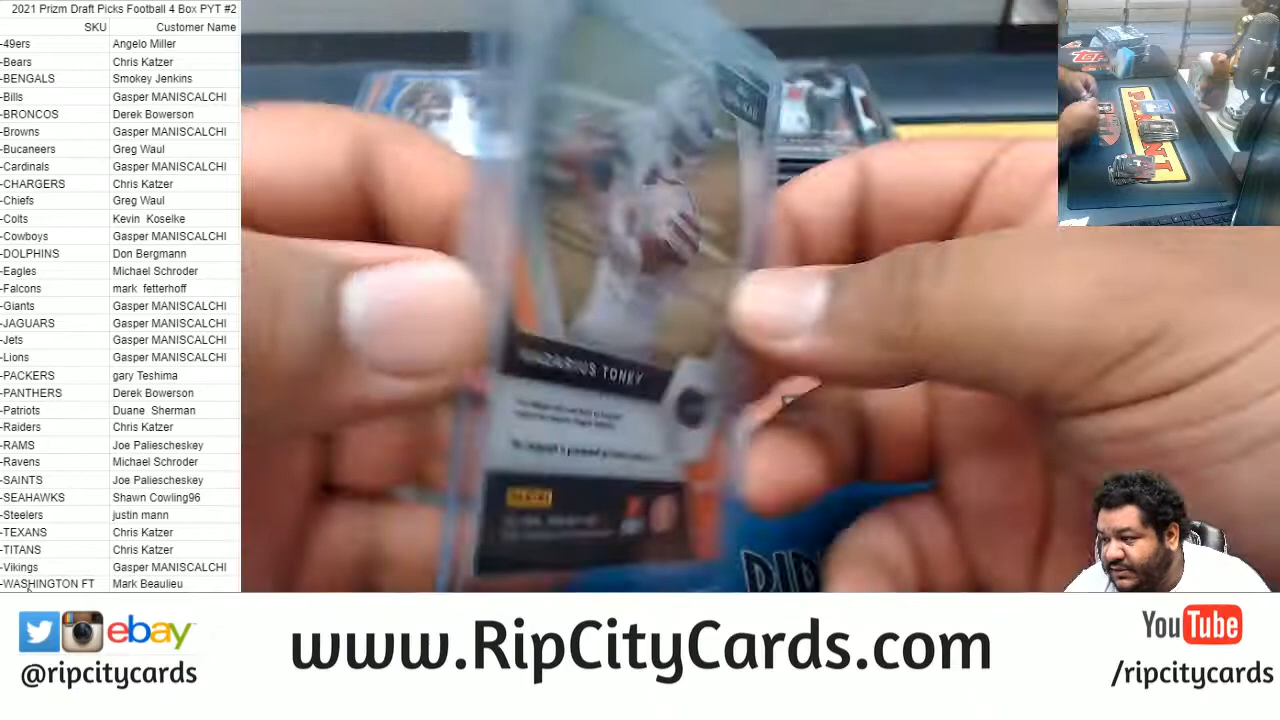 2021 Prizm Draft Picks Football 4 Box PYT #2
SKU Customer Name
-49ers Angelo Miller
-Bears Chris Katzer
-BENGALS Smokey Jenkins
-Bills Gasper MANISCALCHI
-BRONCOS Derek Bowerson
-Browns Gasper MANISCALCHI
-Bucaneers Greg Waul
-Cardinals Gasper MANISCALCHI
-CHARGERS Chris Katzer
-Chiefs Greg Waul
-Colts Kevin Koselke
-Cowboys Gasper MANISCALCHI
-DOLPHINS Don Bergmann
-Eagles Michael Schroder
-Falcons mark fetterhoff
-Giants Gasper MANISCALCHI
-JAGUARS Gasper MANISCALCHI
-Jets Gasper MANISCALCHI
-Lions Gasper MANISCALCHI
-PACKERS gary Teshima
-PANTHERS Derek Bowerson
-Patriots Duane Sherman
-Raiders Chris Katzer
-RAMS Joe Paliescheskey
-Ravens Michael Schroder
-SAINTS Joe Paliescheskey
-SEAHAWKS Shawn Cowling96
-Steelers justin mann
-TEXANS Chris Katzer
-TITANS Chris Katzer
-Vikings Gasper MANISCALCHI
-WASHINGTON FT Mark Beaulieu
TONEY
PANINI
PANINI
ebay
@ripcitycards
www.RipCityCards.com
YouTube
/ripcitycards